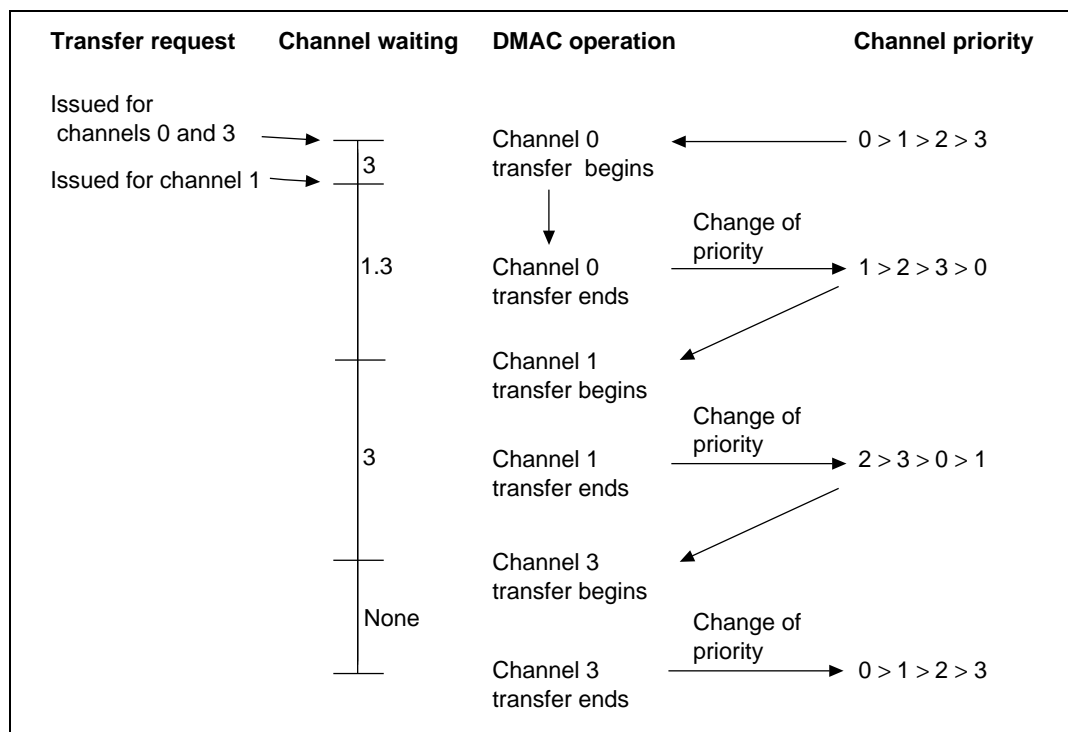 Transfer request Channel waiting DMAC operation Channel priority
Issued for
channels 0 and 3
3
Channel 0
transfer begins
0 > 1 > 2 > 3
Issued for channel 1
1.3
Channel 0
transfer ends
Change of
priority
1 > 2 > 3 > 0
Channel 1
transfer begins
3
Channel 1
transfer ends
Change of
priority
2 > 3 > 0 > 1
Channel 3
transfer begins
None
Channel 3
transfer ends
Change of
priority
0 > 1 > 2 > 3